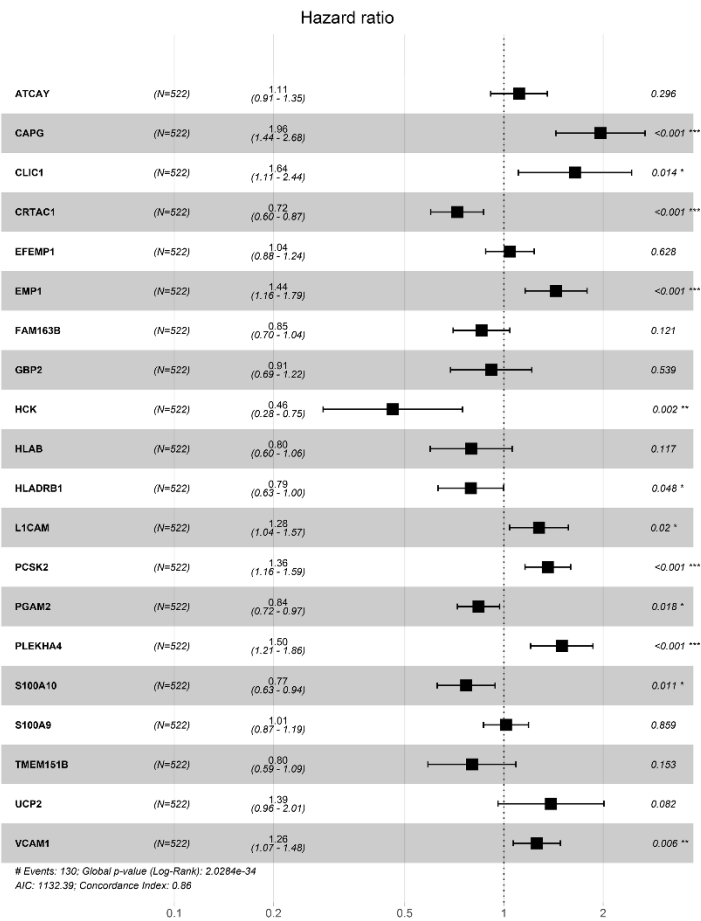 Hazard ratio
ATCAY (N=522) 1.11 (0.91 - 1.35) 0.296
CAPG (N=522) 1.96 (1.44 - 2.68) <0.001 ***
CLIC1 (N=522) 1.64 (1.11 - 2.44) 0.014 *
CRTAC1 (N=522) 0.72 (0.60 - 0.87) <0.001 ***
EFEMP1 (N=522) 1.04 (0.88 - 1.24) 0.628
EMP1 (N=522) 1.44 (1.16 - 1.79) <0.001 ***
FAM163B (N=522) 0.85 (0.70 - 1.04) 0.121
GBP2 (N=522) 0.91 (0.69 - 1.22) 0.539
HCK (N=522) 0.46 (0.28 - 0.75) 0.002 **
HLAB (N=522) 0.80 (0.60 - 1.06) 0.117
HLADRB1 (N=522) 0.79 (0.63 - 1.00) 0.048 *
L1CAM (N=522) 1.28 (1.04 - 1.57) 0.02 *
PCSK2 (N=522) 1.36 (1.16 - 1.59) <0.001 ***
PGAM2 (N=522) 0.84 (0.72 - 0.97) 0.018 *
PLEKHA4 (N=522) 1.50 (1.21 - 1.86) <0.001 ***
S100A10 (N=522) 0.77 (0.63 - 0.94) 0.011 *
S100A9 (N=522) 1.01 (0.87 - 1.19) 0.859
TMEM151B (N=522) 0.80 (0.59 - 1.09) 0.153
UCP2 (N=522) 1.39 (0.96 - 2.01) 0.082
VCAM1 (N=522) 1.26 (1.07 - 1.48) 0.006 **
# Events: 130; Global p-value (Log-Rank): 2.0284e-34
AIC: 1132.39; Concordance Index: 0.86
0.1 0.2 0.5 1 2